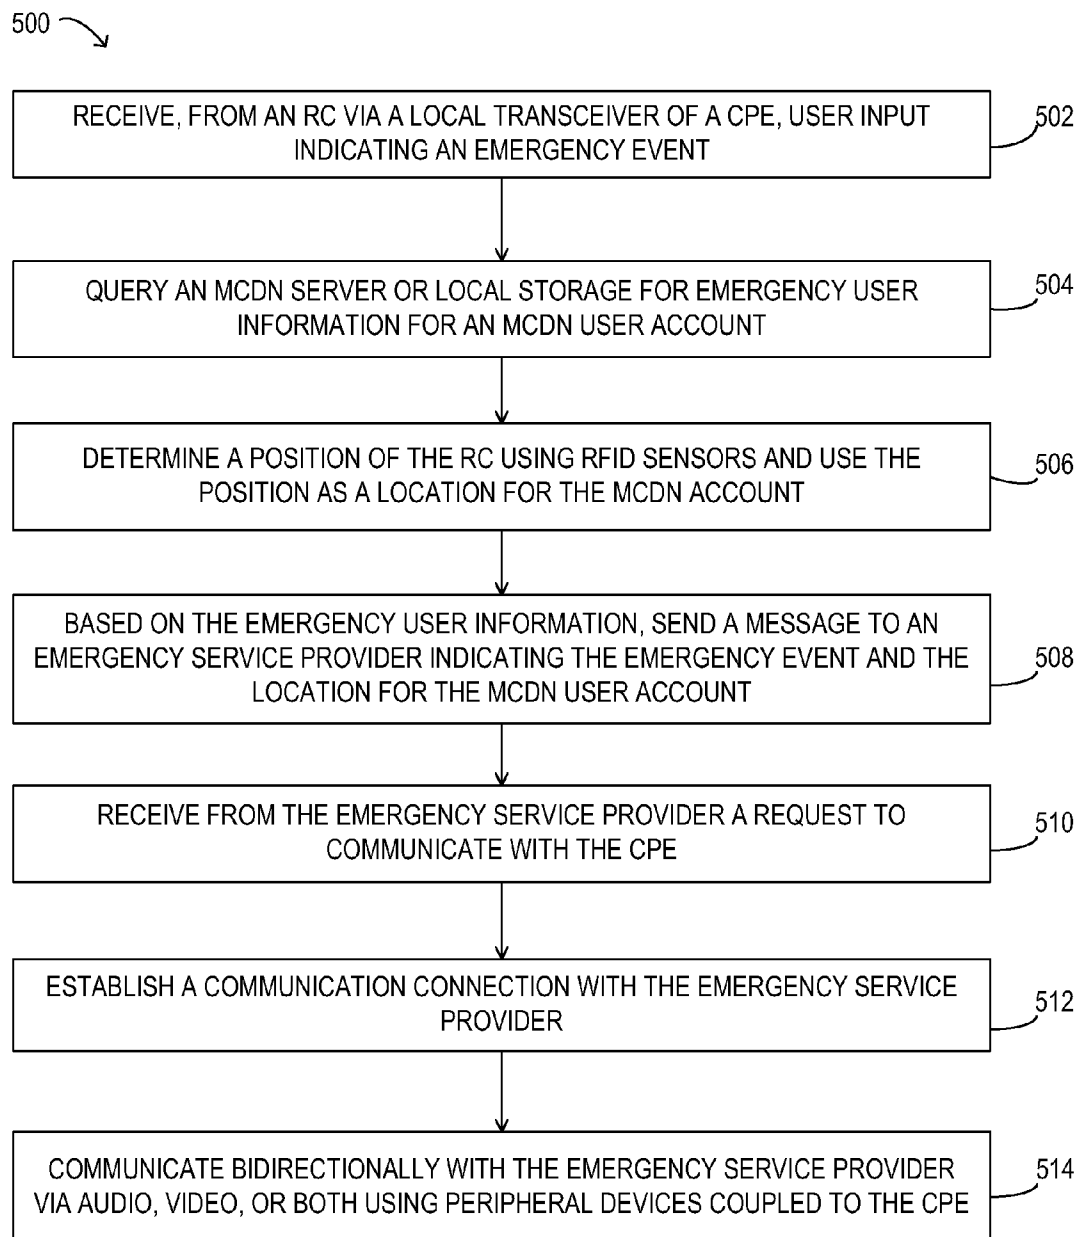 500
RECEIVE, FROM AN RC VIA A LOCAL TRANSCEIVER OF A CPE, USER INPUT
INDICATING AN EMERGENCY EVENT
502
QUERY AN MCDN SERVER OR LOCAL STORAGE FOR EMERGENCY USER
INFORMATION FOR AN MCDN USER ACCOUNT
504
DETERMINE A POSITION OF THE RC USING RFID SENSORS AND USE THE
POSITION AS A LOCATION FOR THE MCDN ACCOUNT
506
BASED ON THE EMERGENCY USER INFORMATION, SEND A MESSAGE TO AN
EMERGENCY SERVICE PROVIDER INDICATING THE EMERGENCY EVENT AND THE
LOCATION FOR THE MCDN USER ACCOUNT
508
RECEIVE FROM THE EMERGENCY SERVICE PROVIDER A REQUEST TO
COMMUNICATE WITH THE CPE
510
ESTABLISH A COMMUNICATION CONNECTION WITH THE EMERGENCY SERVICE
PROVIDER
512
COMMUNICATE BIDIRECTIONALLY WITH THE EMERGENCY SERVICE PROVIDER
VIA AUDIO, VIDEO, OR BOTH USING PERIPHERAL DEVICES COUPLED TO THE CPE
514